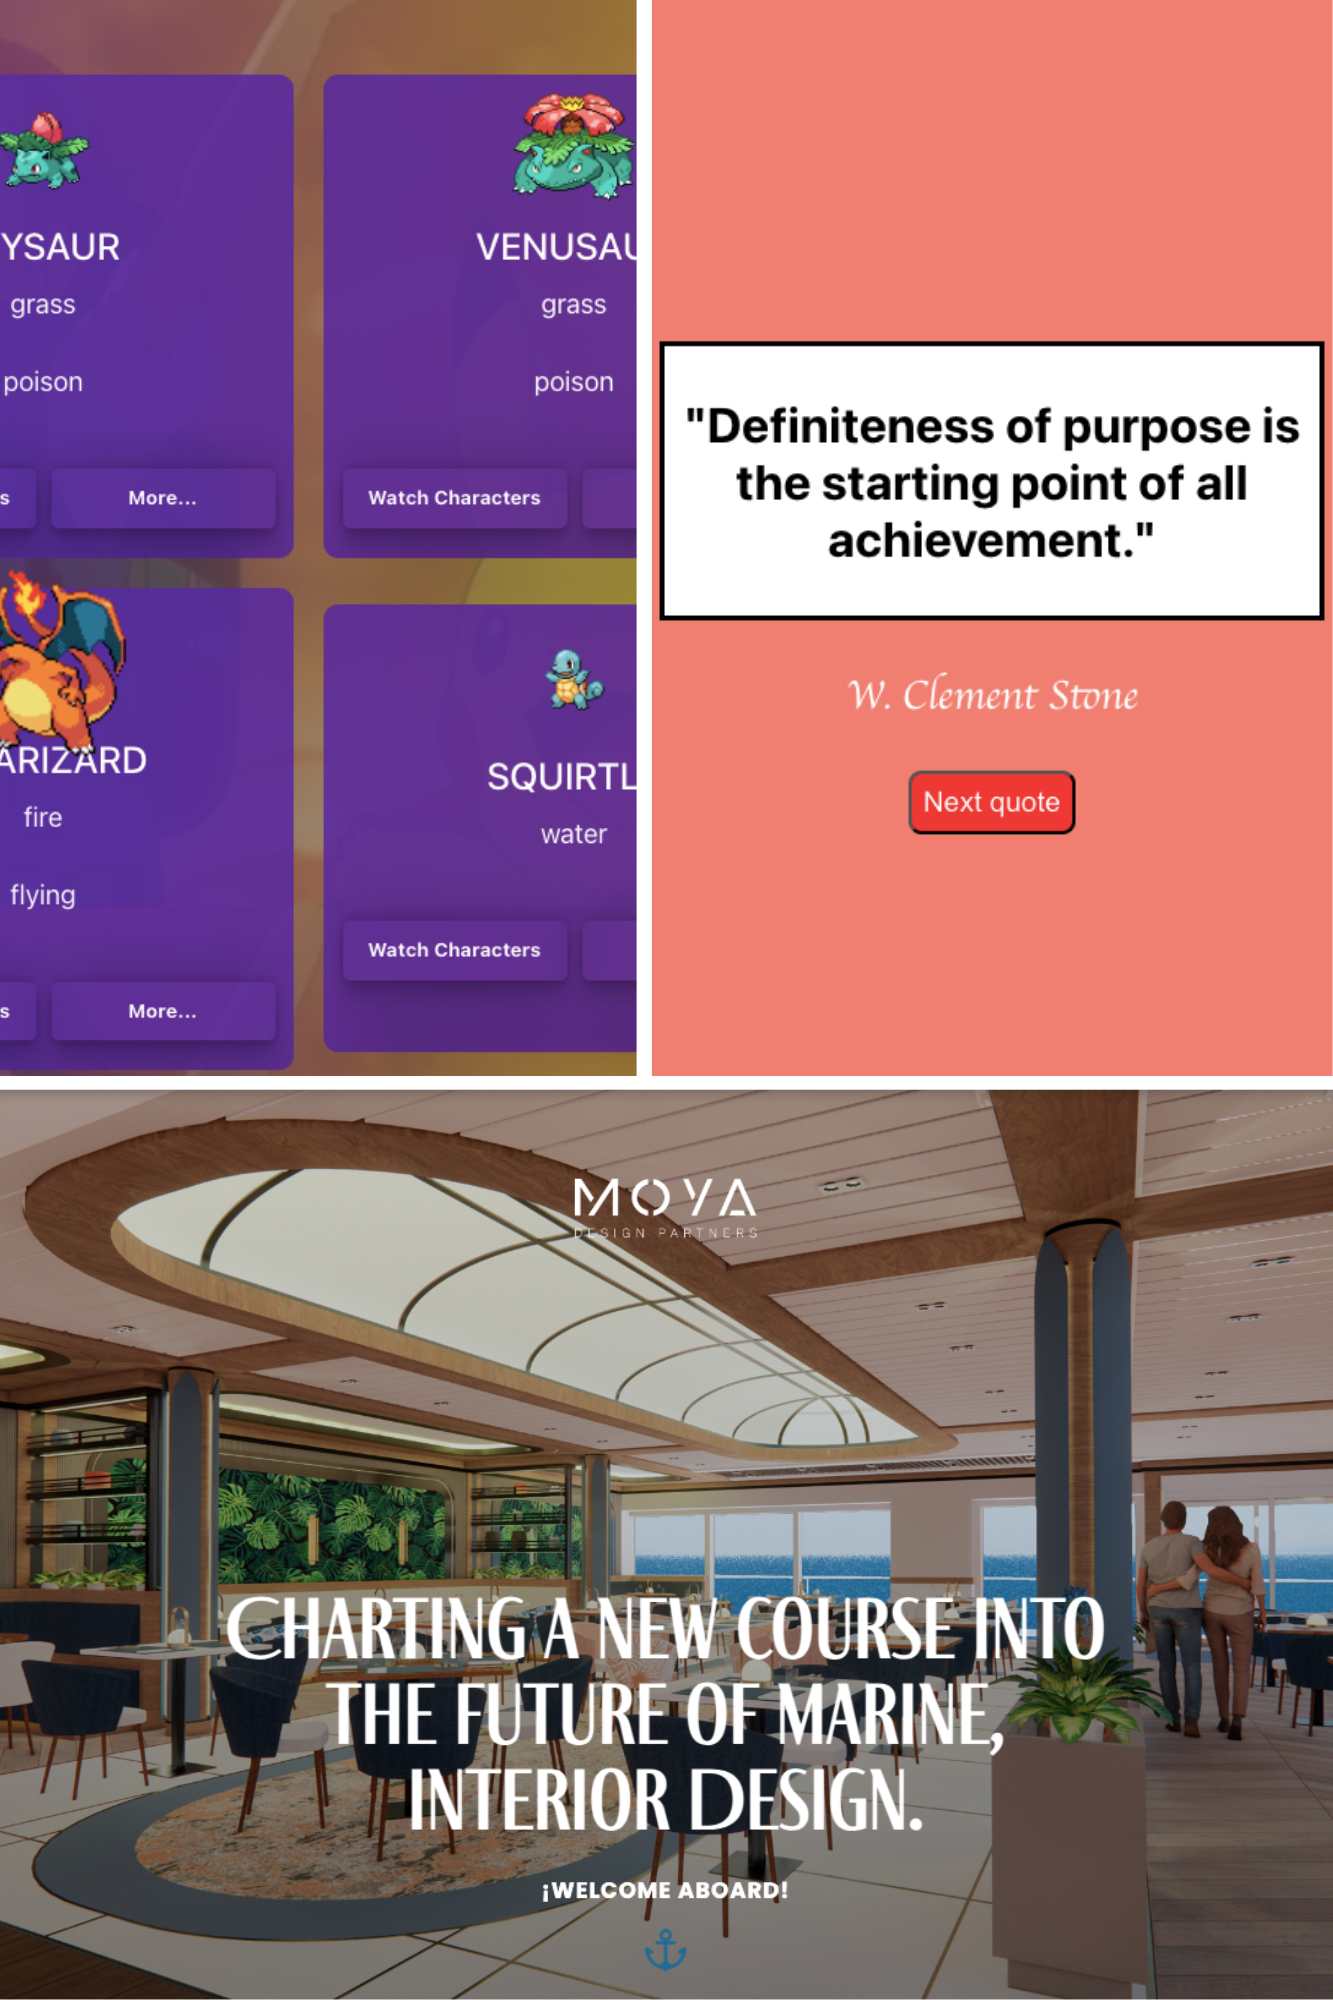 YSAUR
grass
poison
s
More...
VENUSAU
grass
poison
Watch Characters
ARIZARD
fire
flying
s
More...
SQUIRTL
water
Watch Characters
"Definiteness of purpose is
the starting point of all
achievement."
W. Clement Stone
Next quote
MOYA
DESIGN PARTNERS
CHARTING A NEW COURSE INTO
THE FUTURE OF MARINE,
INTERIOR DESIGN.
¡WELCOME ABOARD!